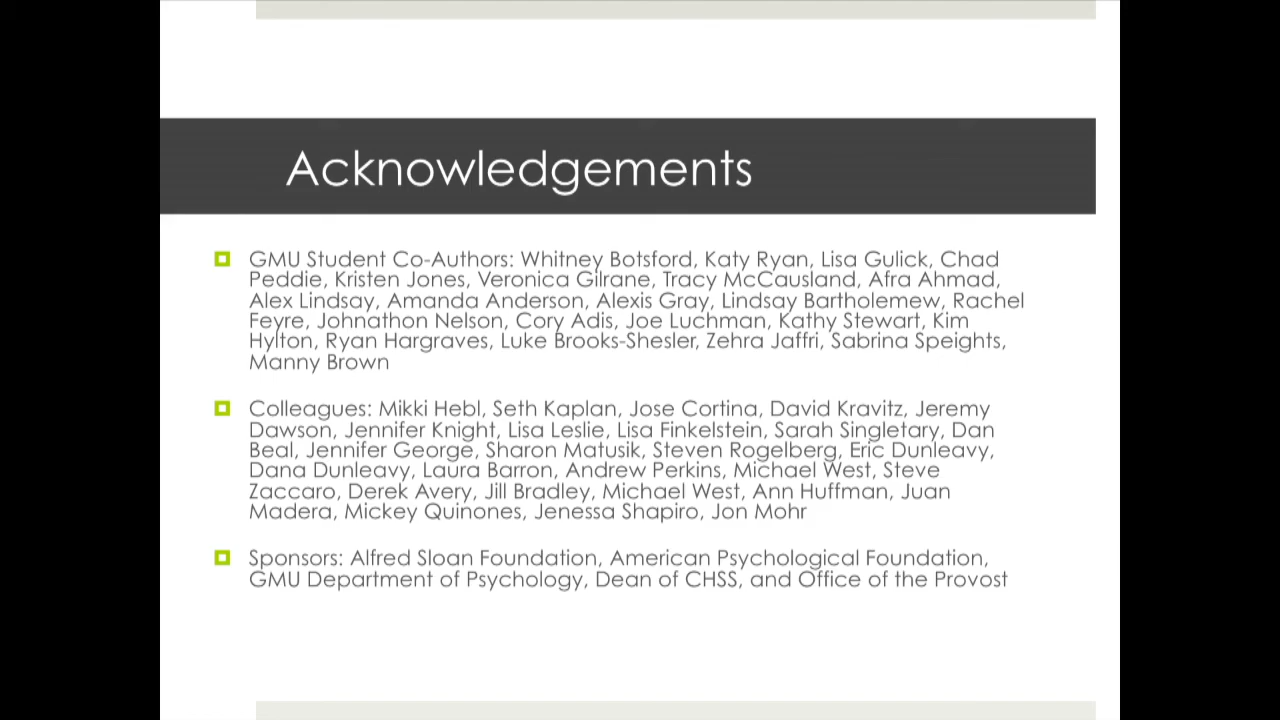 Acknowledgements
GMU Student Co-Authors: Whitney Botsford, Katy Ryan, Lisa Gulick, Chad
Peddie, Kristen Jones, Veronica Gilrane, Tracy McCausland, Afra Ahmad,
Alex Lindsay, Amanda Anderson, Alexis Gray, Lindsay Bartholemew, Rachel
Feyre, Johnathon Nelson, Cory Adis, Joe Luchman, Kathy Stewart, Kim
Hylton, Ryan Hargraves, Luke Brooks-Shesler, Zehra Jaffri, Sabrina Speights,
Manny Brown
Colleagues: Mikki Hebl, Seth Kaplan, Jose Cortina, David Kravitz, Jeremy
Dawson, Jennifer Knight, Lisa Leslie, Lisa Finkelstein, Sarah Singletary, Dan
Beal, Jennifer George, Sharon Matusik, Steven Rogelberg, Eric Dunleavy,
Dana Dunleavy, Laura Barron, Andrew Perkins, Michael West, Steve
Zaccaro, Derek Avery, Jill Bradley, Michael West, Ann Huffman, Juan
Madera, Mickey Quinones, Jenessa Shapiro, Jon Mohr
Sponsors: Alfred Sloan Foundation, American Psychological Foundation,
GMU Department of Psychology, Dean of CHSS, and Office of the Provost